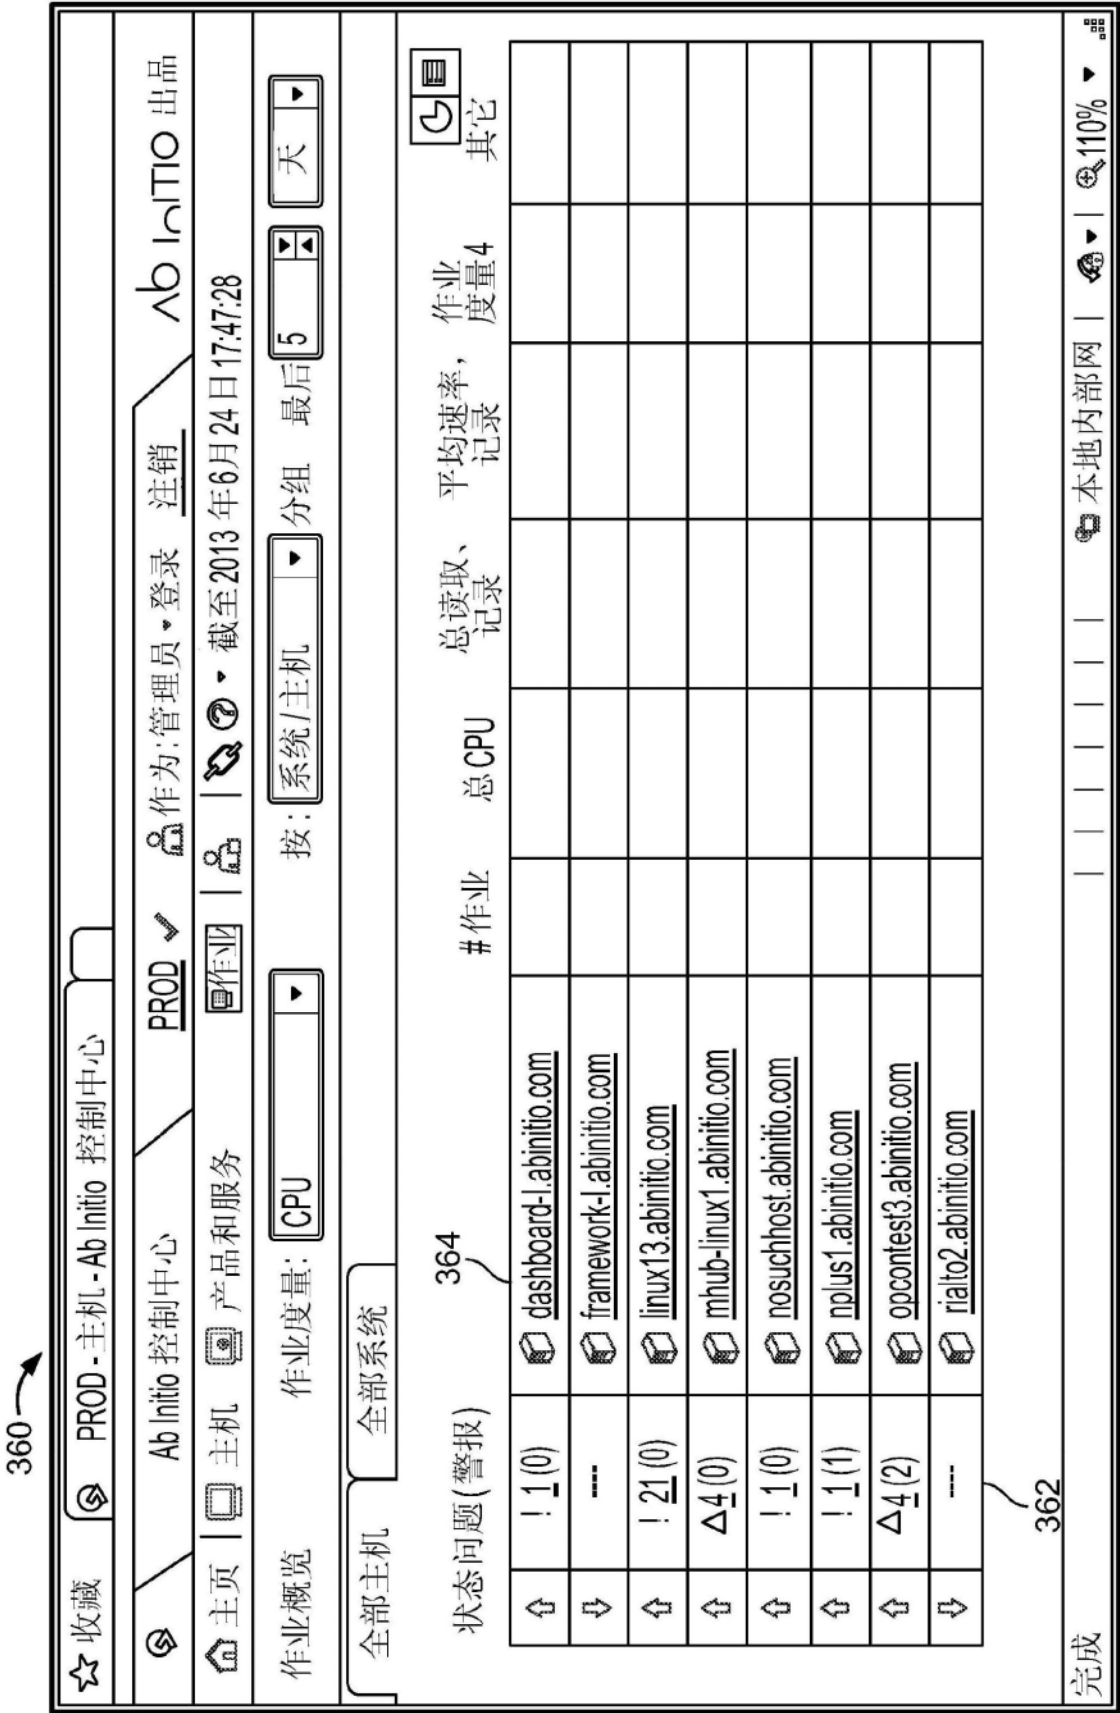 360
收藏 PROD - 主机 - Ab Initio 控制中心
Ab Initio 控制中心 PROD 作为:管理员 登录 注销 Ab Initio 出品
主页 | 主机 产品和服务 作业 | | 截至2013 年6月24日17:47:28
作业概览 作业度量: CPU 按: 系统/主机 分组 最后 5 天
全部主机 全部系统
364
状态问题(警报) #作业 总CPU 总读取、记录 平均速率,记录 作业度量4 其它
! 1 (0) dashboard-l.abinitio.com
---- framework-l.abinitio.com
! 21 (0) linux13.abinitio.com
△4 (0) mhub-linux1.abinitio.com
! 1 (0) nosuchhost.abinitio.com
! 1 (1) nplus1.abinitio.com
△4 (2) opcontest3.abinitio.com
---- rialto2.abinitio.com
362
完成 本地内部网 110%